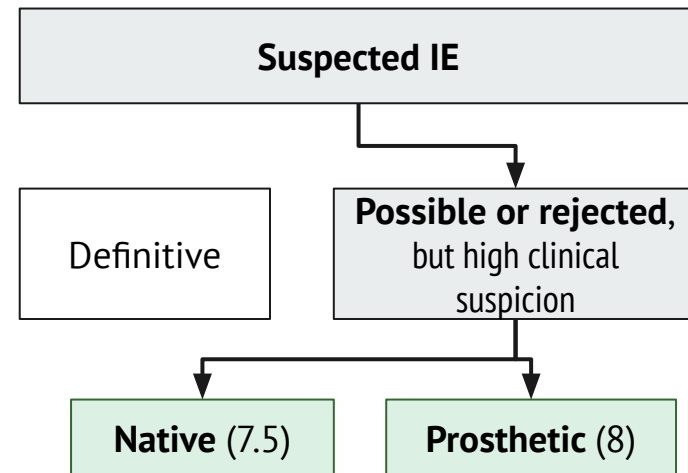 Suspected IE
Definitive
Possible or rejected,
but high clinical
suspicion
Native (7.5)
Prosthetic (8)